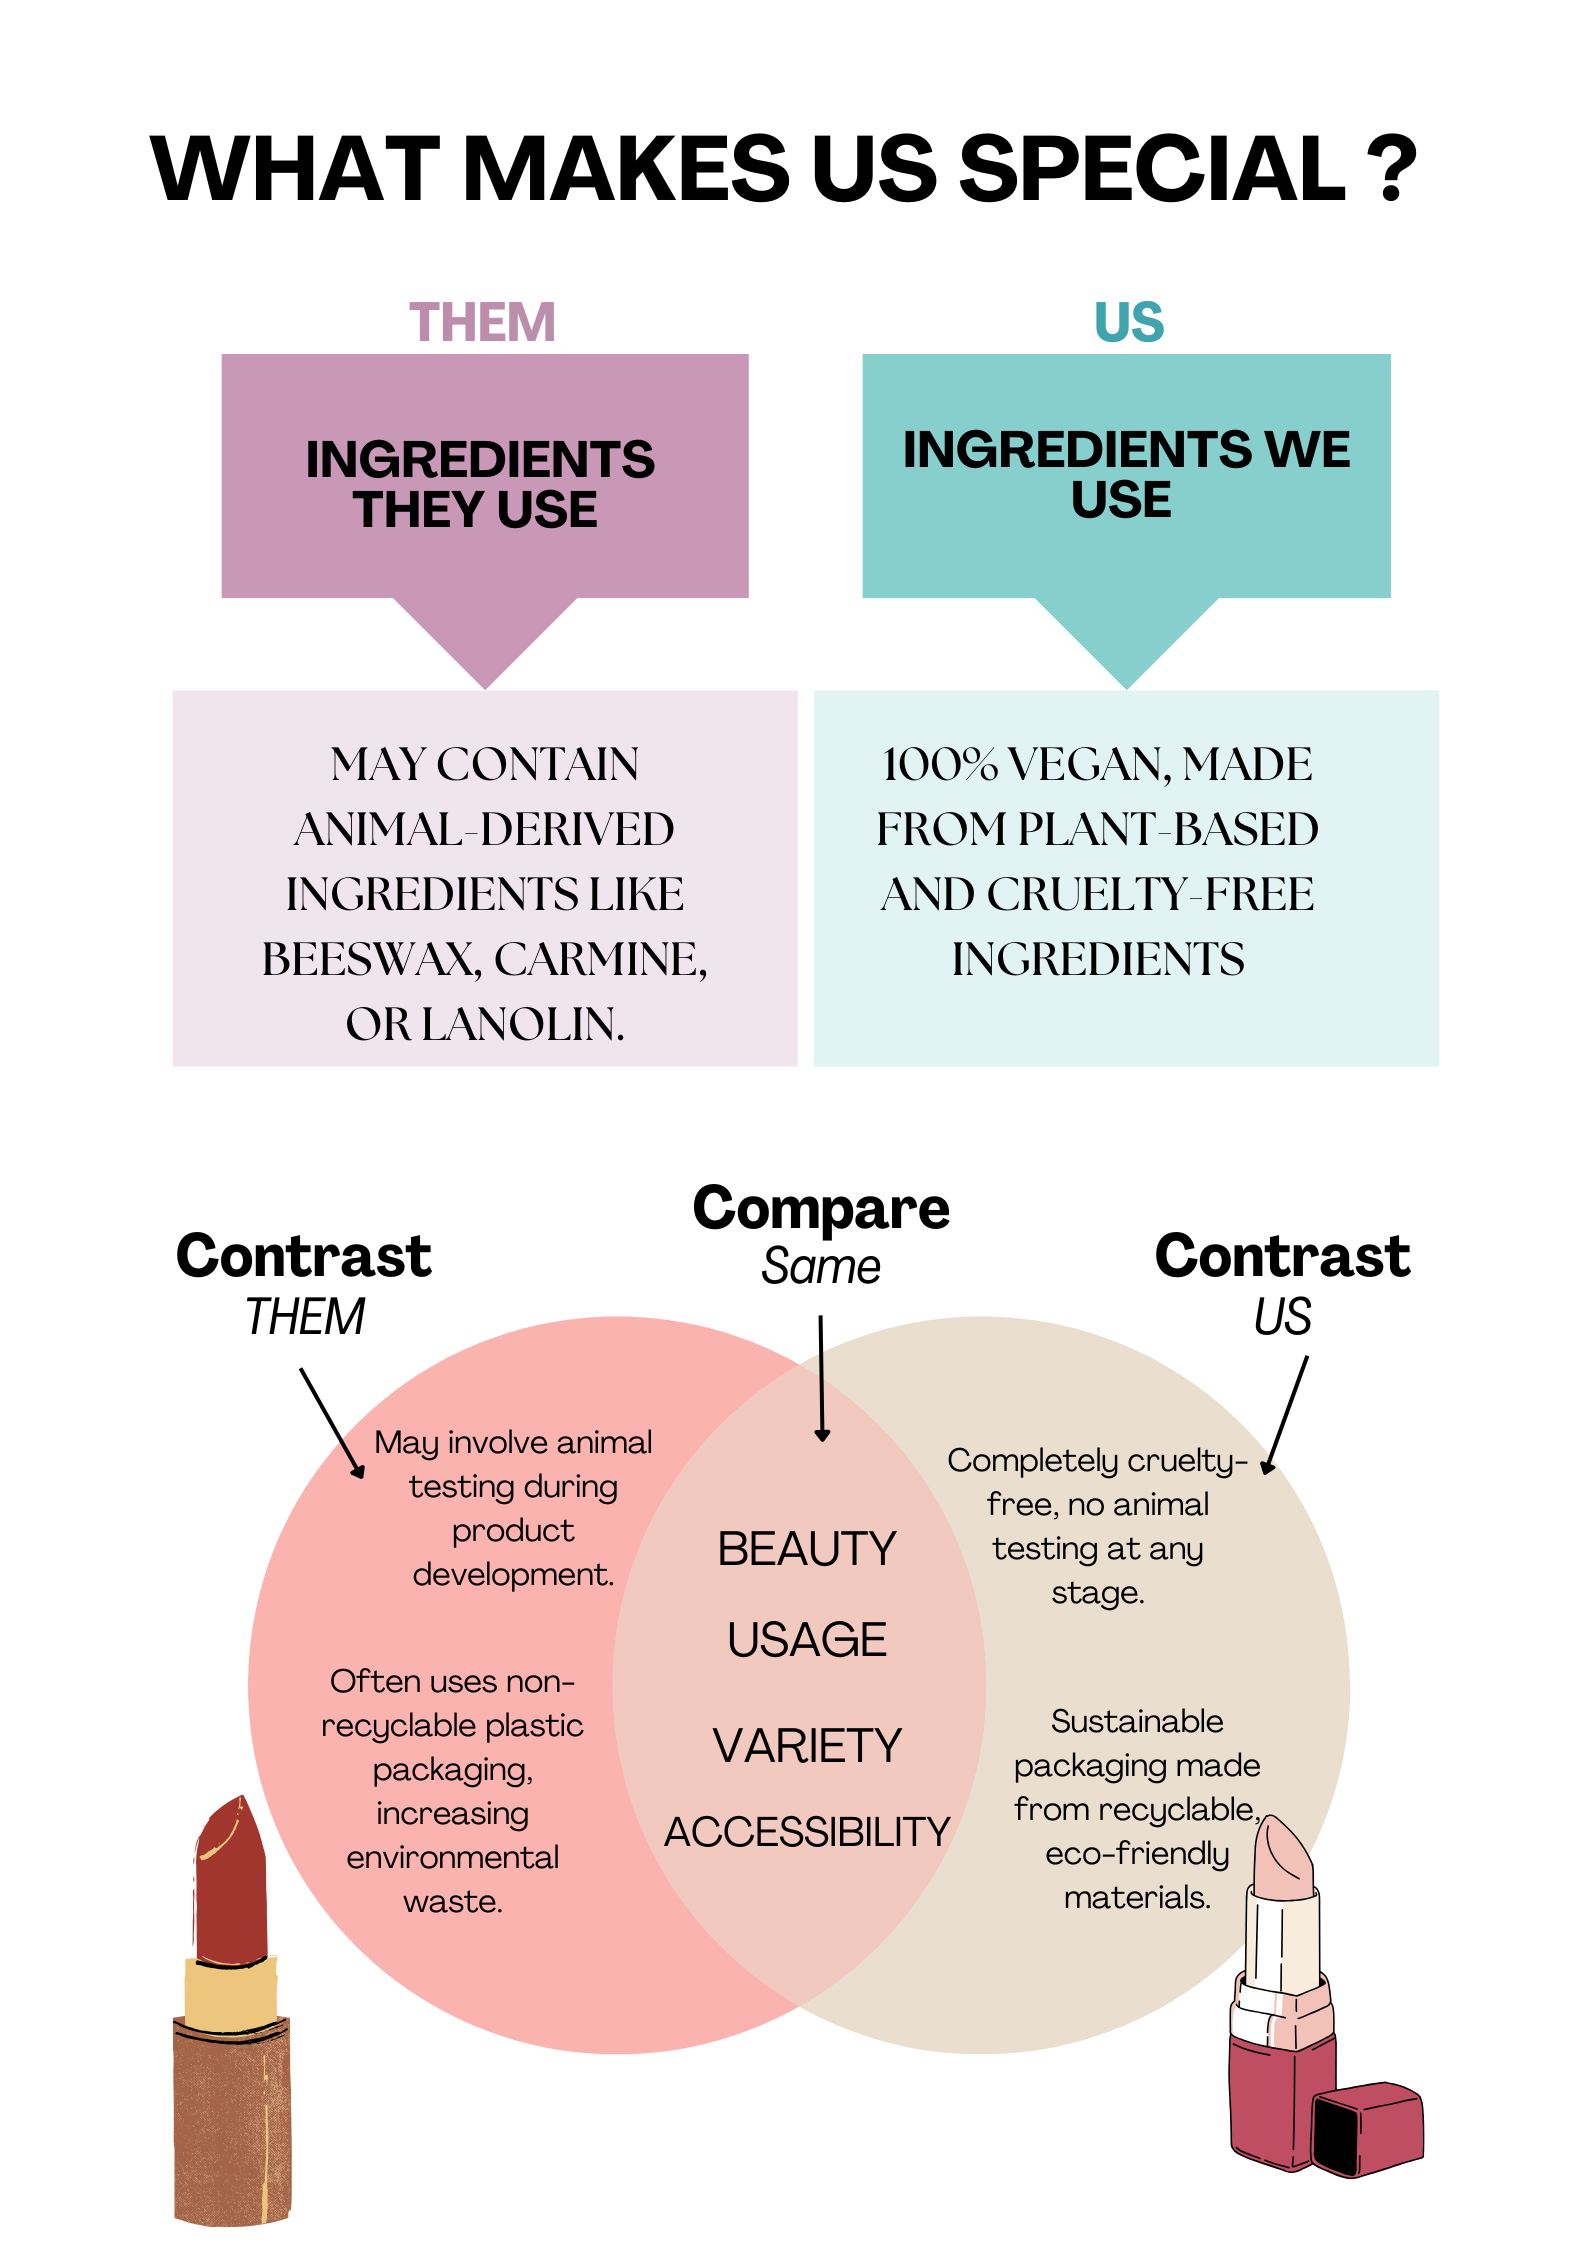 WHAT MAKES US SPECIAL ?
THEM
INGREDIENTS
THEY USE
MAY CONTAIN
ANIMAL-DERIVED
INGREDIENTS LIKE
BEESWAX, CARMINE,
OR LANOLIN.
US
INGREDIENTS WE
USE
100% VEGAN, MADE
FROM PLANT-BASED
AND CRUELTY-FREE
INGREDIENTS
Contrast
THEM
Compare
Same
Contrast
US
May involve animal
testing during
product
development.
Often uses non-
recyclable plastic
packaging,
increasing
environmental
waste.
BEAUTY
USAGE
VARIETY
ACCESSIBILITY
Completely cruelty-
free, no animal
testing at any
stage.
Sustainable
packaging made
from recyclable,
eco-friendly
materials.